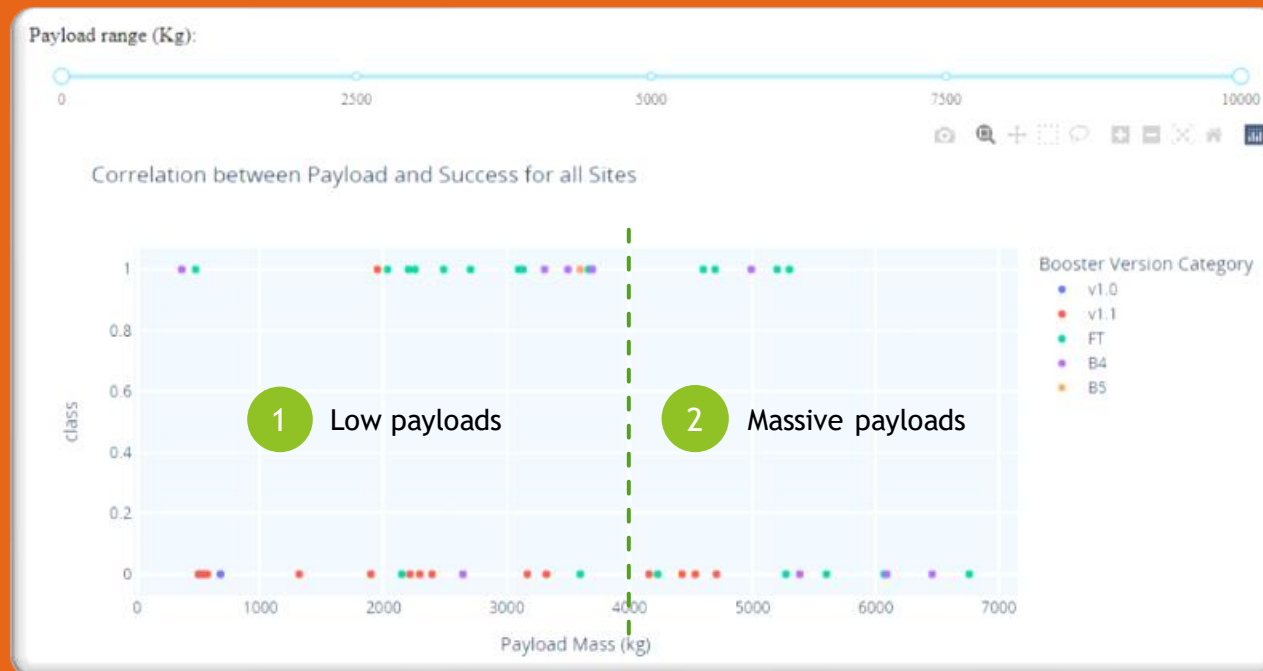 Payload range (Kg):
0 2500 5000 7500 10000
Correlation between Payload and Success for all Sites
1
0.8
0.6
0.4
0.2
0
class
1 Low payloads
2 Massive payloads
0 1000 2000 3000 4000 5000 6000 7000
Payload Mass (kg)
Booster Version Category
v1.0
v1.1
FT
B4
B5